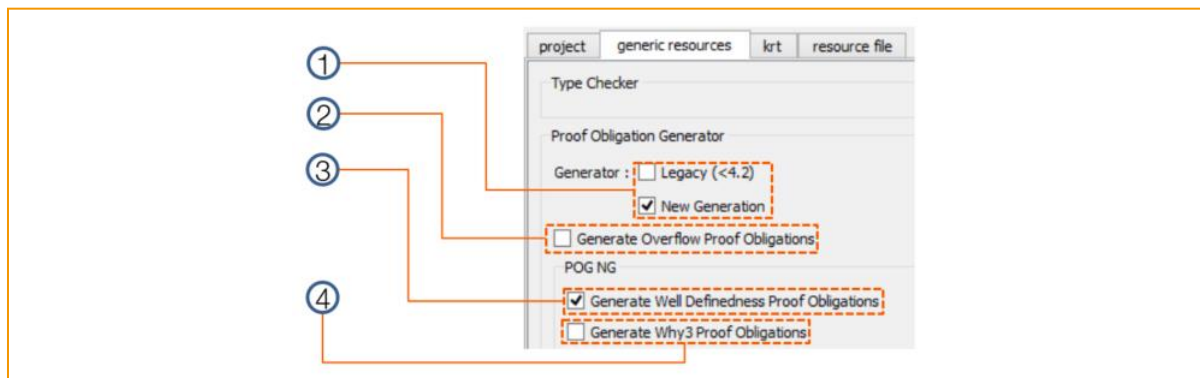 project generic resources krt resource file
① Type Checker
② Proof Obligation Generator
③ Generator : Legacy (<4.2)
New Generation
Generate Overflow Proof Obligations
POG NG
④ Generate Well Definedness Proof Obligations
Generate Why3 Proof Obligations